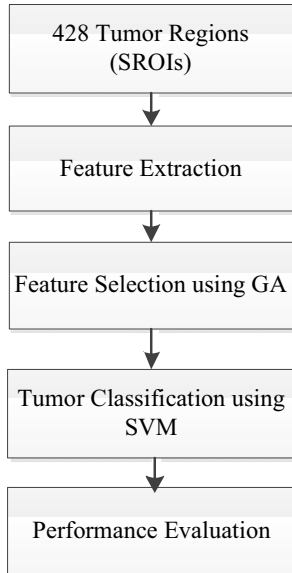 428 Tumor Regions
(SROIs)
Feature Extraction
Feature Selection using GA
Tumor Classification using
SVM
Performance Evaluation